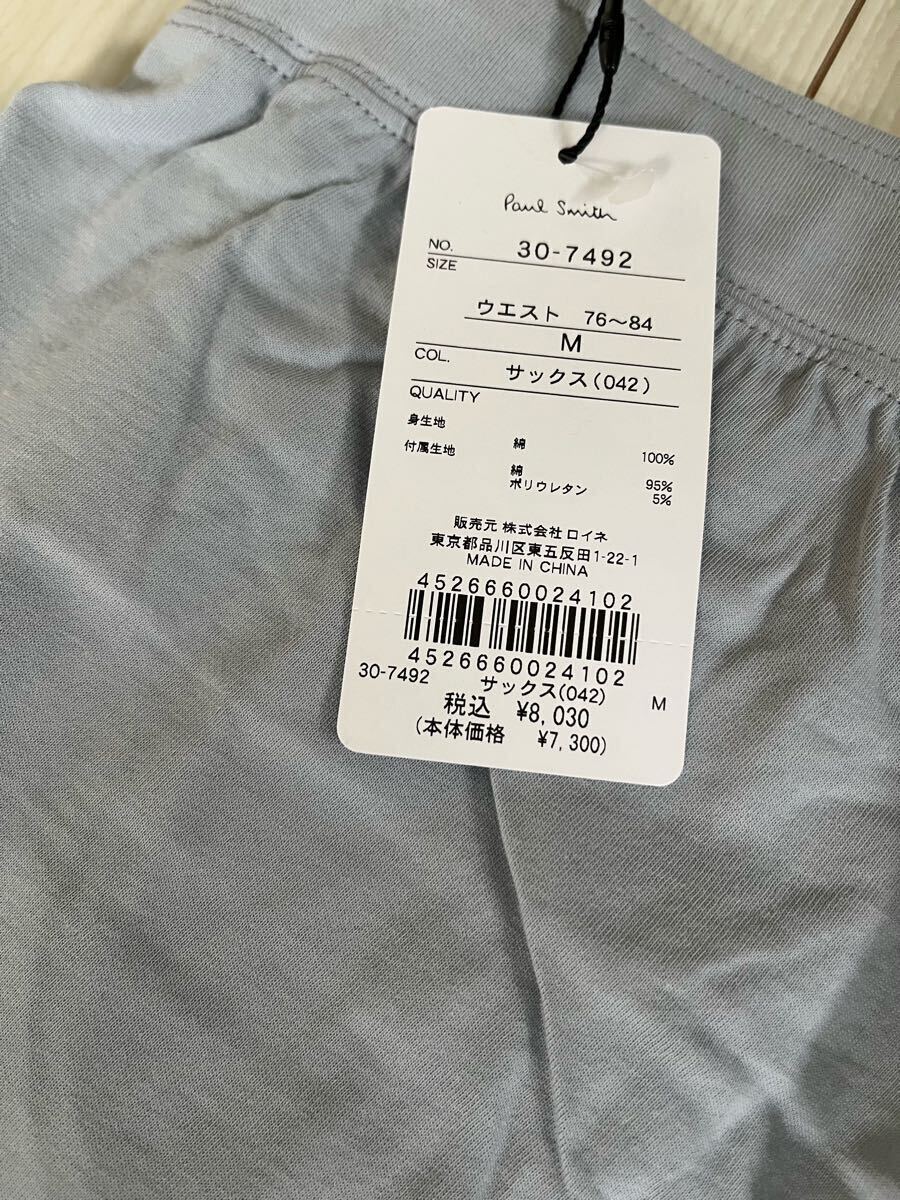 Paul Smith
NO. 30-7492
SIZE
ウエスト 76～84
M
COL.
サックス(042)
QUALITY
身生地 綿 100%
付属生地 綿 95%
ポリウレタン 5%
販売元 株式会社 ロイネ
東京都品川区東五反田1-22-1
MADE IN CHINA
4526660024102
4526660024102
30-7492 サックス(042) M
税込 ¥8,030
(本体価格 ¥7,300)